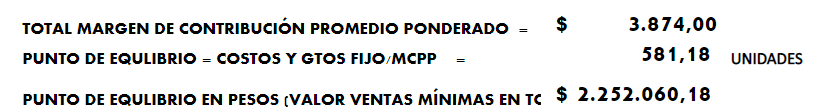 TOTAL MARGEN DE CONTRIBUCIÓN PROMEDIO PONDERADO = $ 3.874,00
PUNTO DE EQULIBRIO = COSTOS Y GTOS FIJO/MCPP = 581,18 UNIDADES
PUNTO DE EQULIBRIO EN PESOS (VALOR VENTAS MÍNIMAS EN TO $ 2.252.060,18